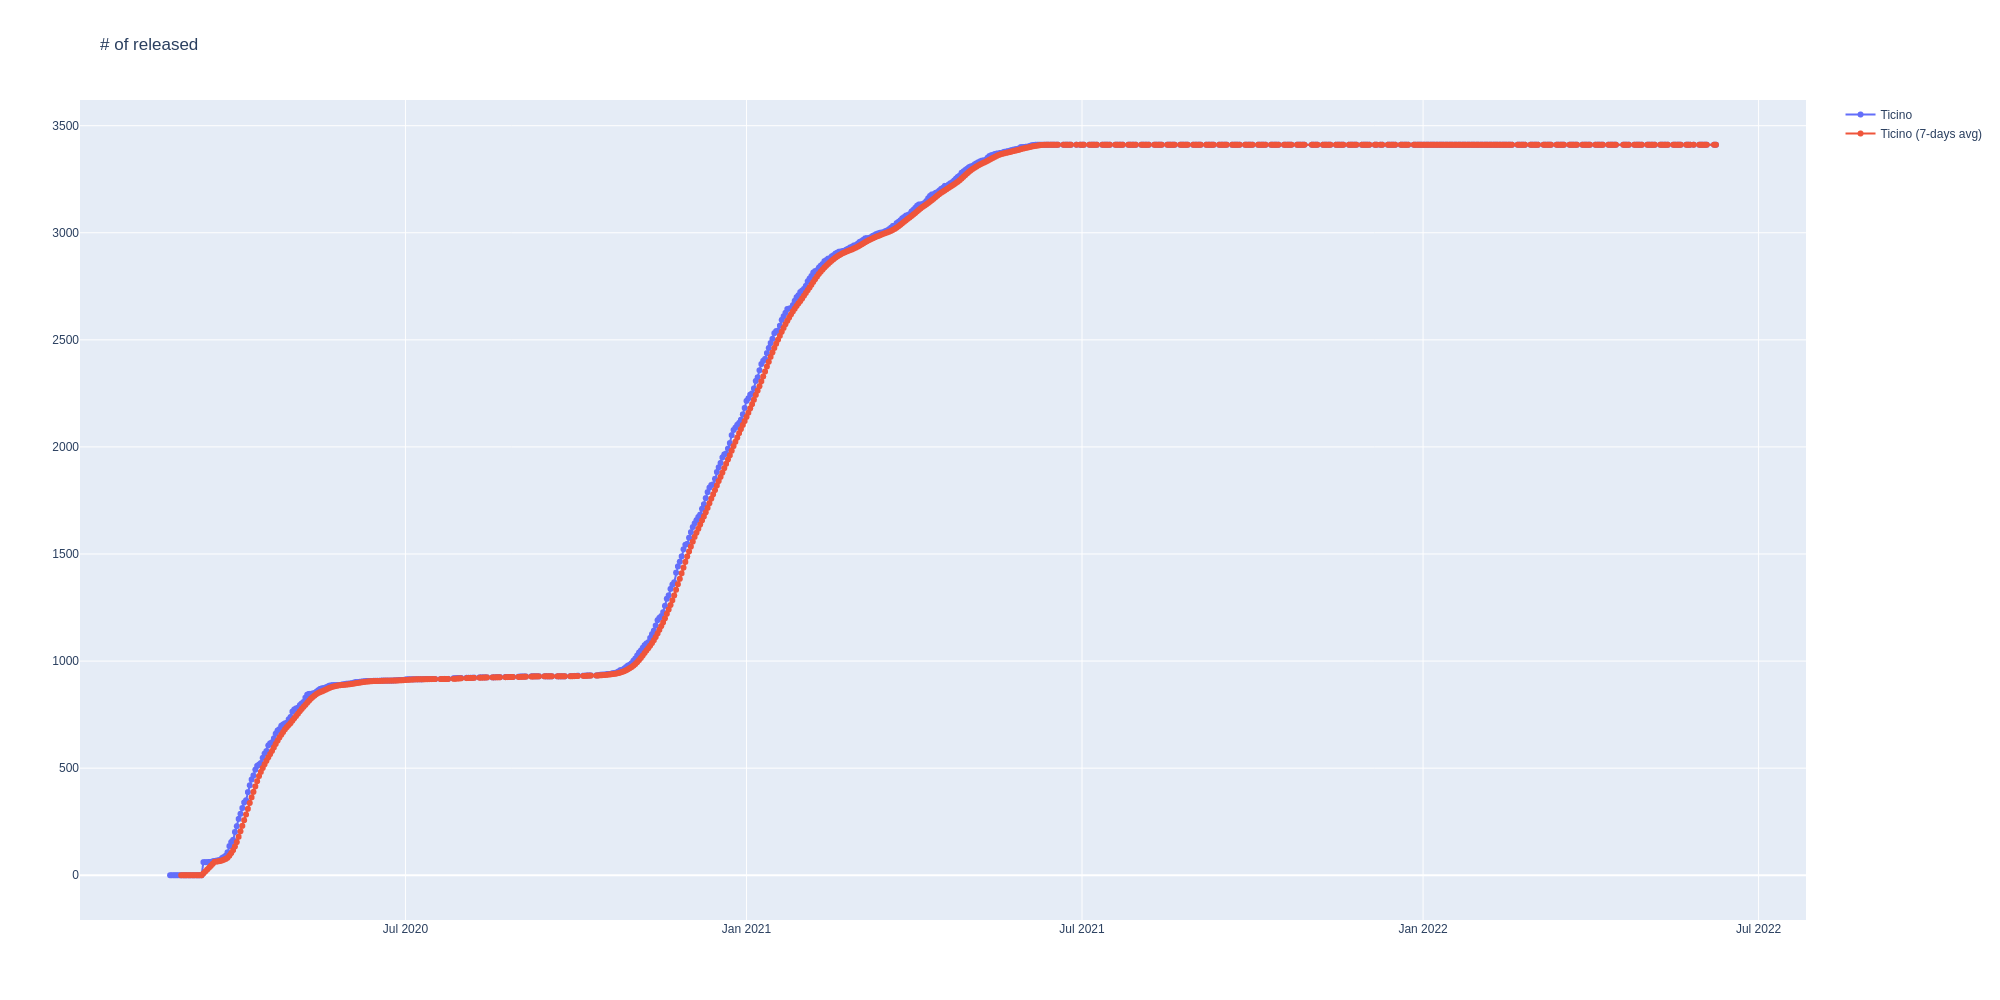 # of released
Ticino
Ticino (7-days avg)
3500
3000
2500
2000
1500
1000
500
0
Jul 2020
Jan 2021
Jul 2021
Jan 2022
Jul 2022